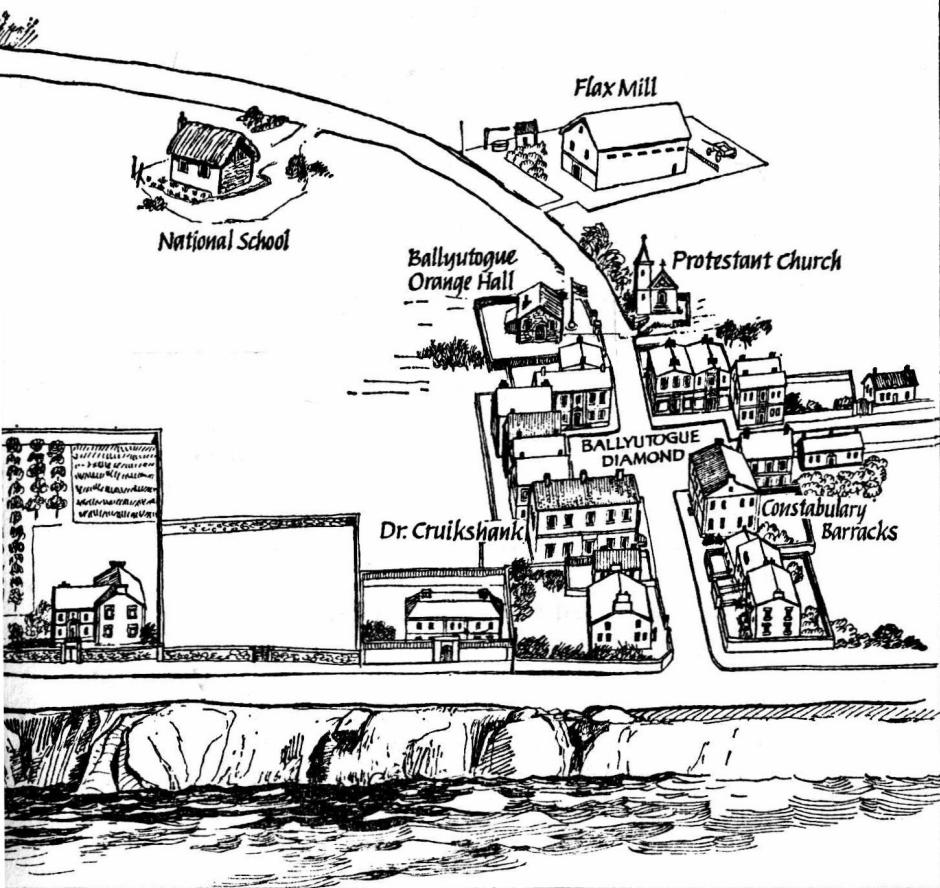 Flax Mill
National School
Ballyutogue
Orange Hall
Protestant Church
BALLYUTOGUE
DIAMOND
Dr. Cruikshank
Constabulary
Barracks